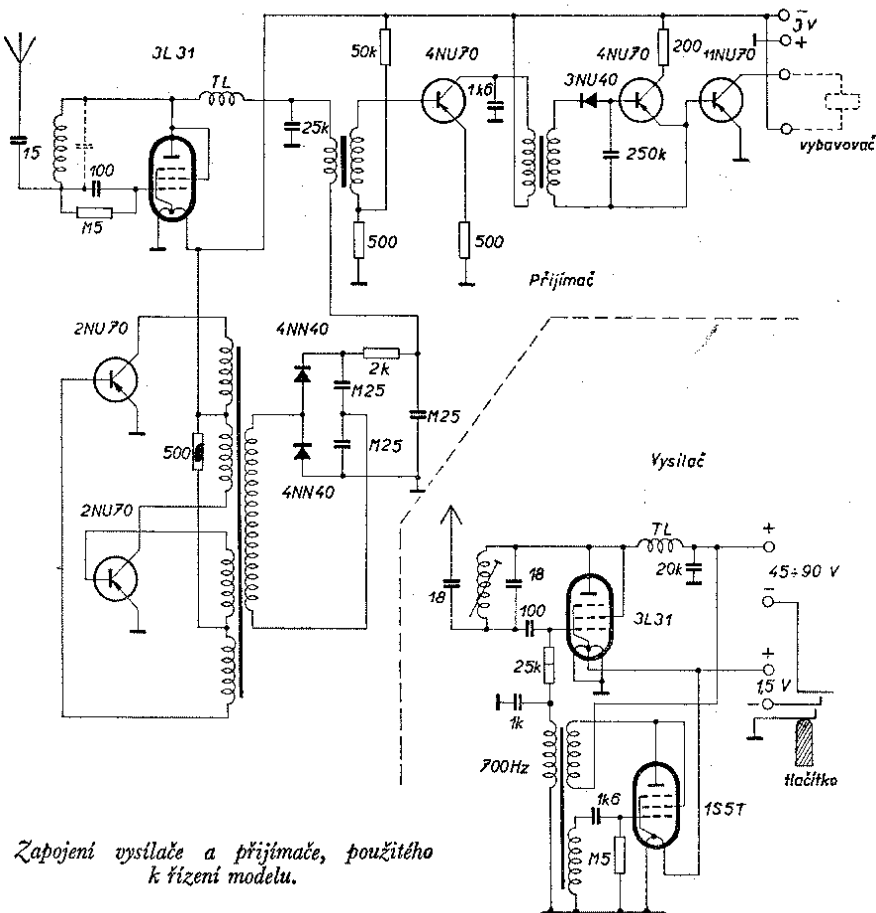 3L31
TL
50k
4NU70
4NU70
200
11NU70
− 3V
+
3NU40
1k6
15
100
25k
250k
vybavovač
M5
500
500
Přijímač
2NU70
4NN40
2k
M25
M25
M25
500
4NN40
2NU70
Vysílač
TL
+
18
18
20k
45÷90 V
−
100
3L31
25k
+
1,5 V
−
1k
700Hz
tlačítko
1k6
1S5T
M5
Zapojení vysílače a přijímače, použitého
k řízení modelu.